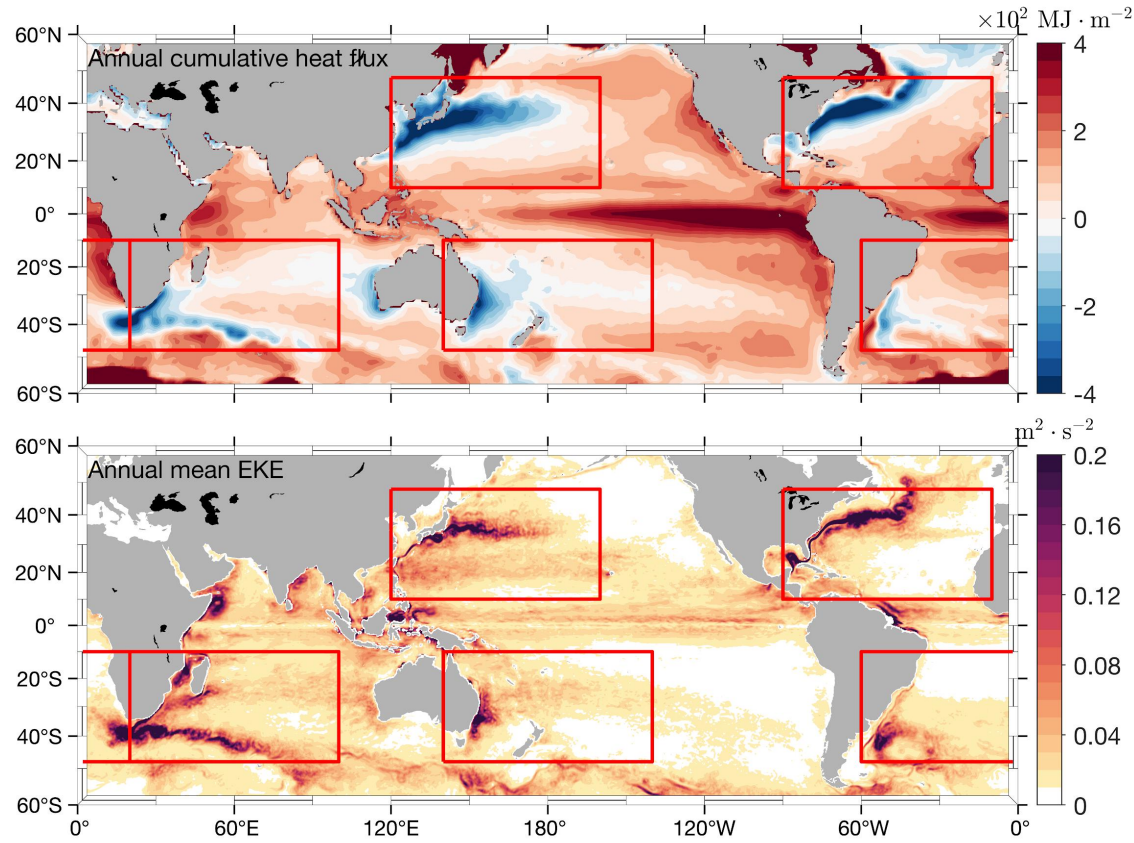 ×10² MJ · m⁻²
Annual cumulative heat flux
60°N
40°N
20°N
0°
20°S
40°S
60°S
4
2
0
-2
-4
m² · s⁻²
Annual mean EKE
60°N
40°N
20°N
0°
20°S
40°S
60°S
0.2
0.16
0.12
0.08
0.04
0
0° 60°E 120°E 180° 120°W 60°W 0°